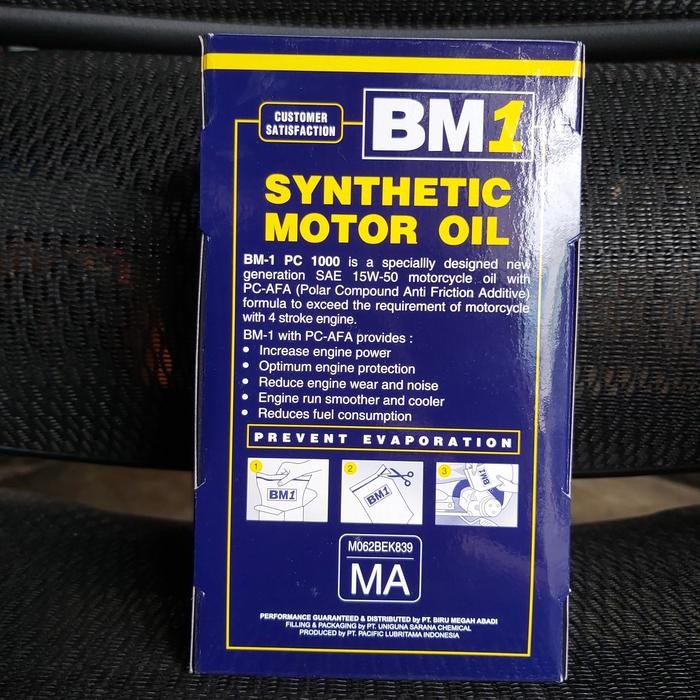 CUSTOMER
SATISFACTION
BM1
SYNTHETIC
MOTOR OIL
BM-1 PC 1000 is a speciallly designed new
generation SAE 15W-50 motorcycle oil with
PC-AFA (Polar Compound Anti Friction Additive)
formula to exceed the requirement of motorcycle
with 4 stroke engine.
BM-1 with PC-AFA provides :
• Increase engine power
• Optimum engine protection
• Reduce engine wear and noise
• Engine run smoother and cooler
• Reduces fuel consumption
PREVENT EVAPORATION
1
BM1
2
BM1
3
BM1
M062BEK839
MA
PERFORMANCE GUARANTEED & DISTRIBUTED by PT. BIRU MEGAH ABADI
FILLING & PACKAGING by PT. UNIGUNA SARANA CHEMICAL
PRODUCED by PT. PACIFIC LUBRITAMA INDONESIA